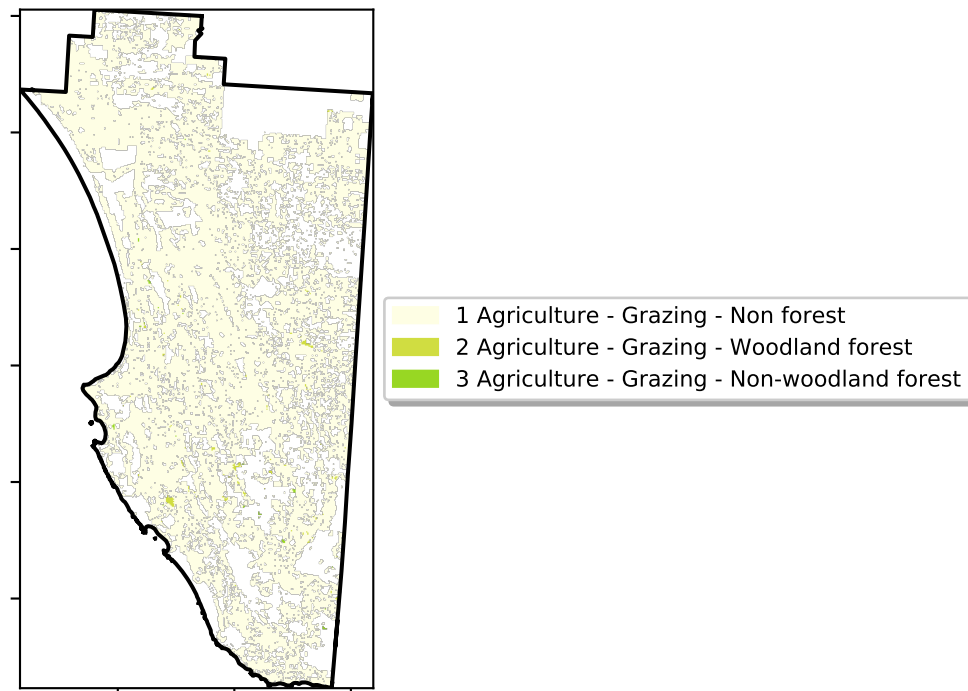 1 Agriculture - Grazing - Non forest
2 Agriculture - Grazing - Woodland forest
3 Agriculture - Grazing - Non-woodland forest